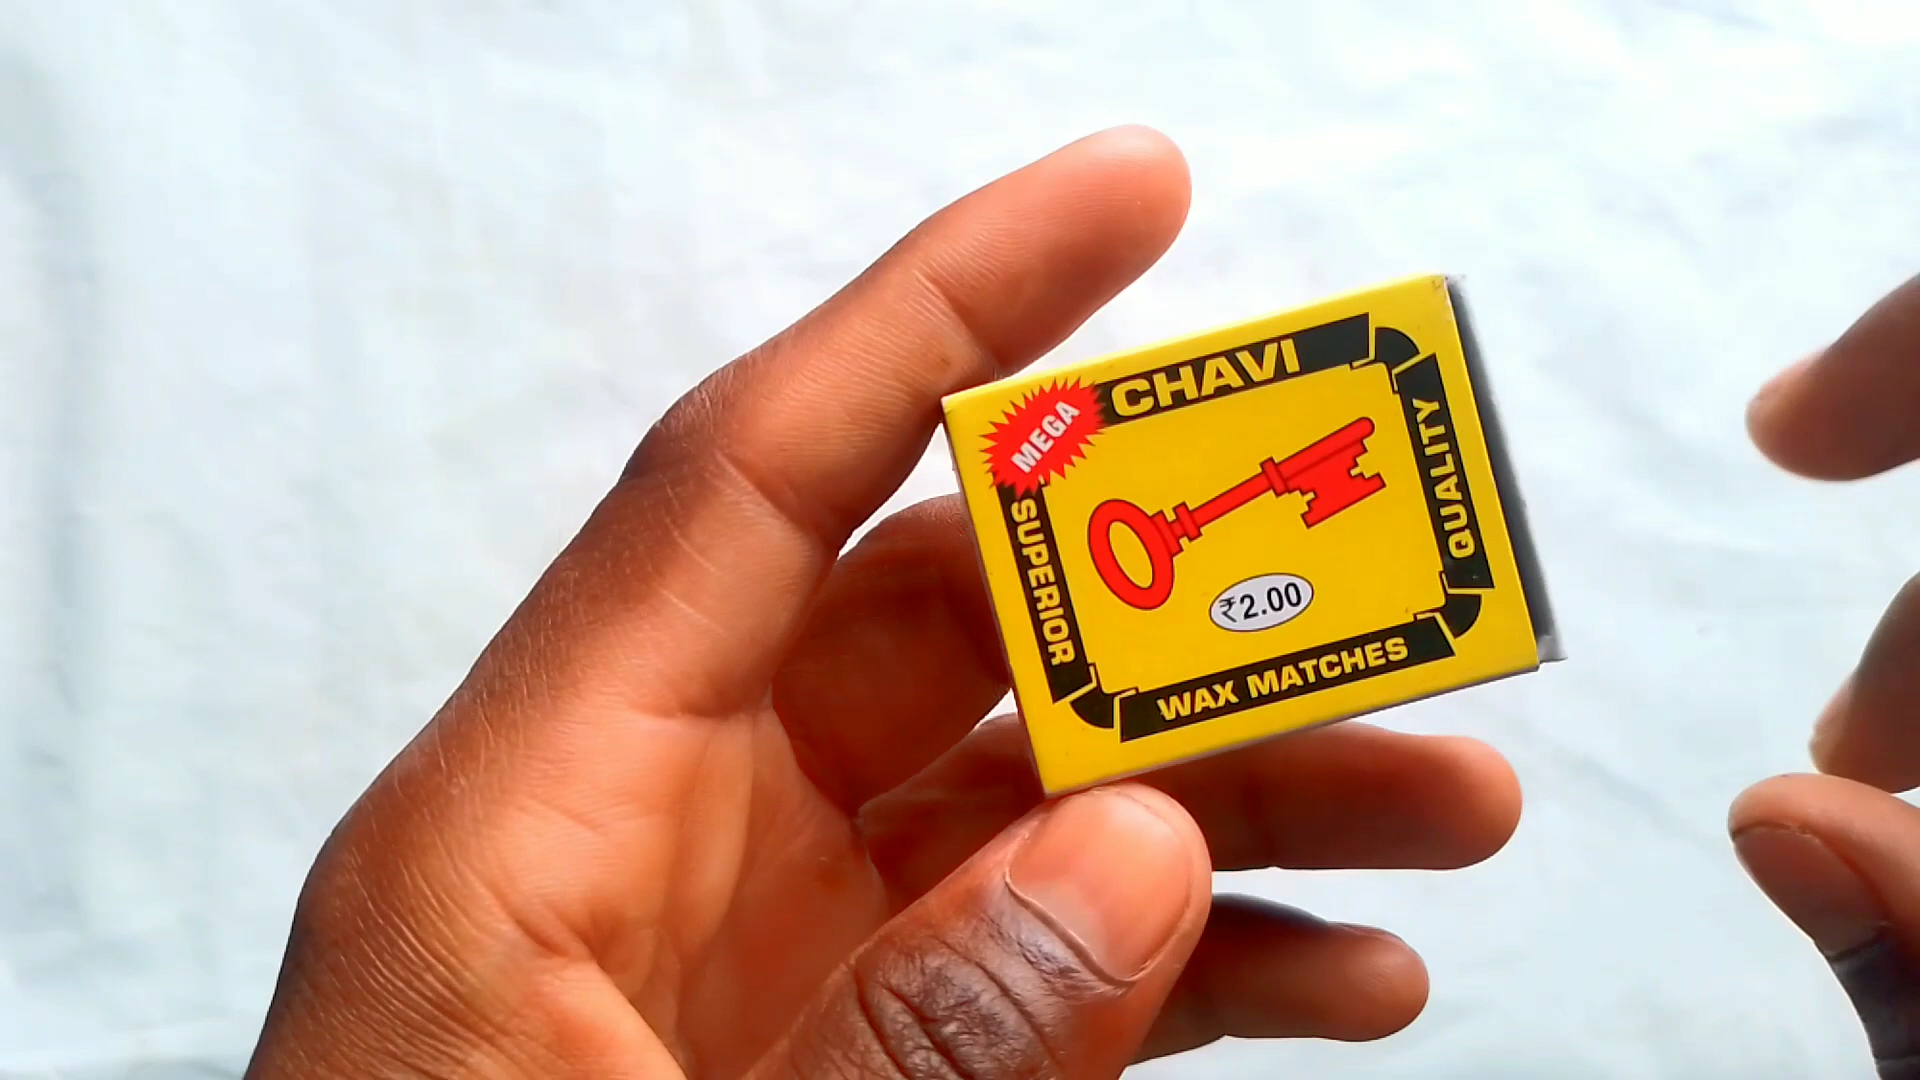 MEGA
CHAVI
SUPERIOR
QUALITY
₹2.00
WAX MATCHES